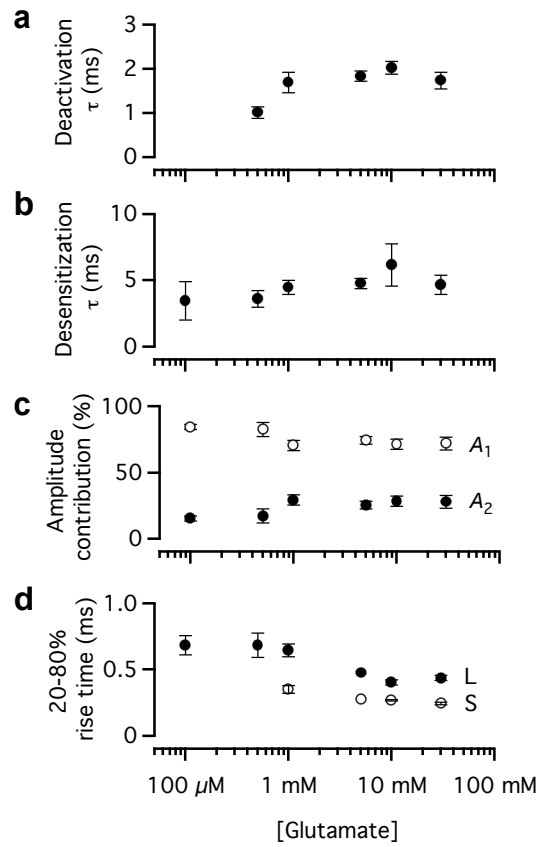 a
Deactivation
τ (ms)
3
2
1
0
b
Desensitization
τ (ms)
10
5
0
c
Amplitude
contribution (%)
100
50
0
A1
A2
d
20-80%
rise time (ms)
1.0
0.5
0
L
S
100 µM 1 mM 10 mM 100 mM
[Glutamate]